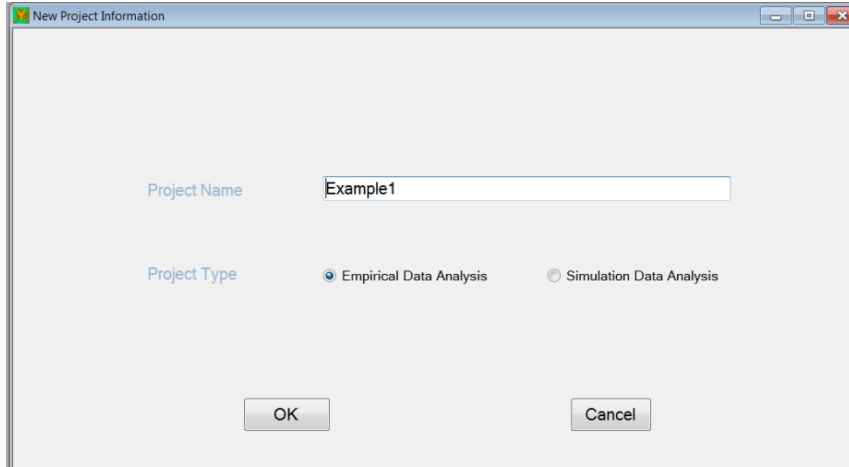 New Project Information
Project Name
Example1
Project Type
Empirical Data Analysis
Simulation Data Analysis
OK
Cancel